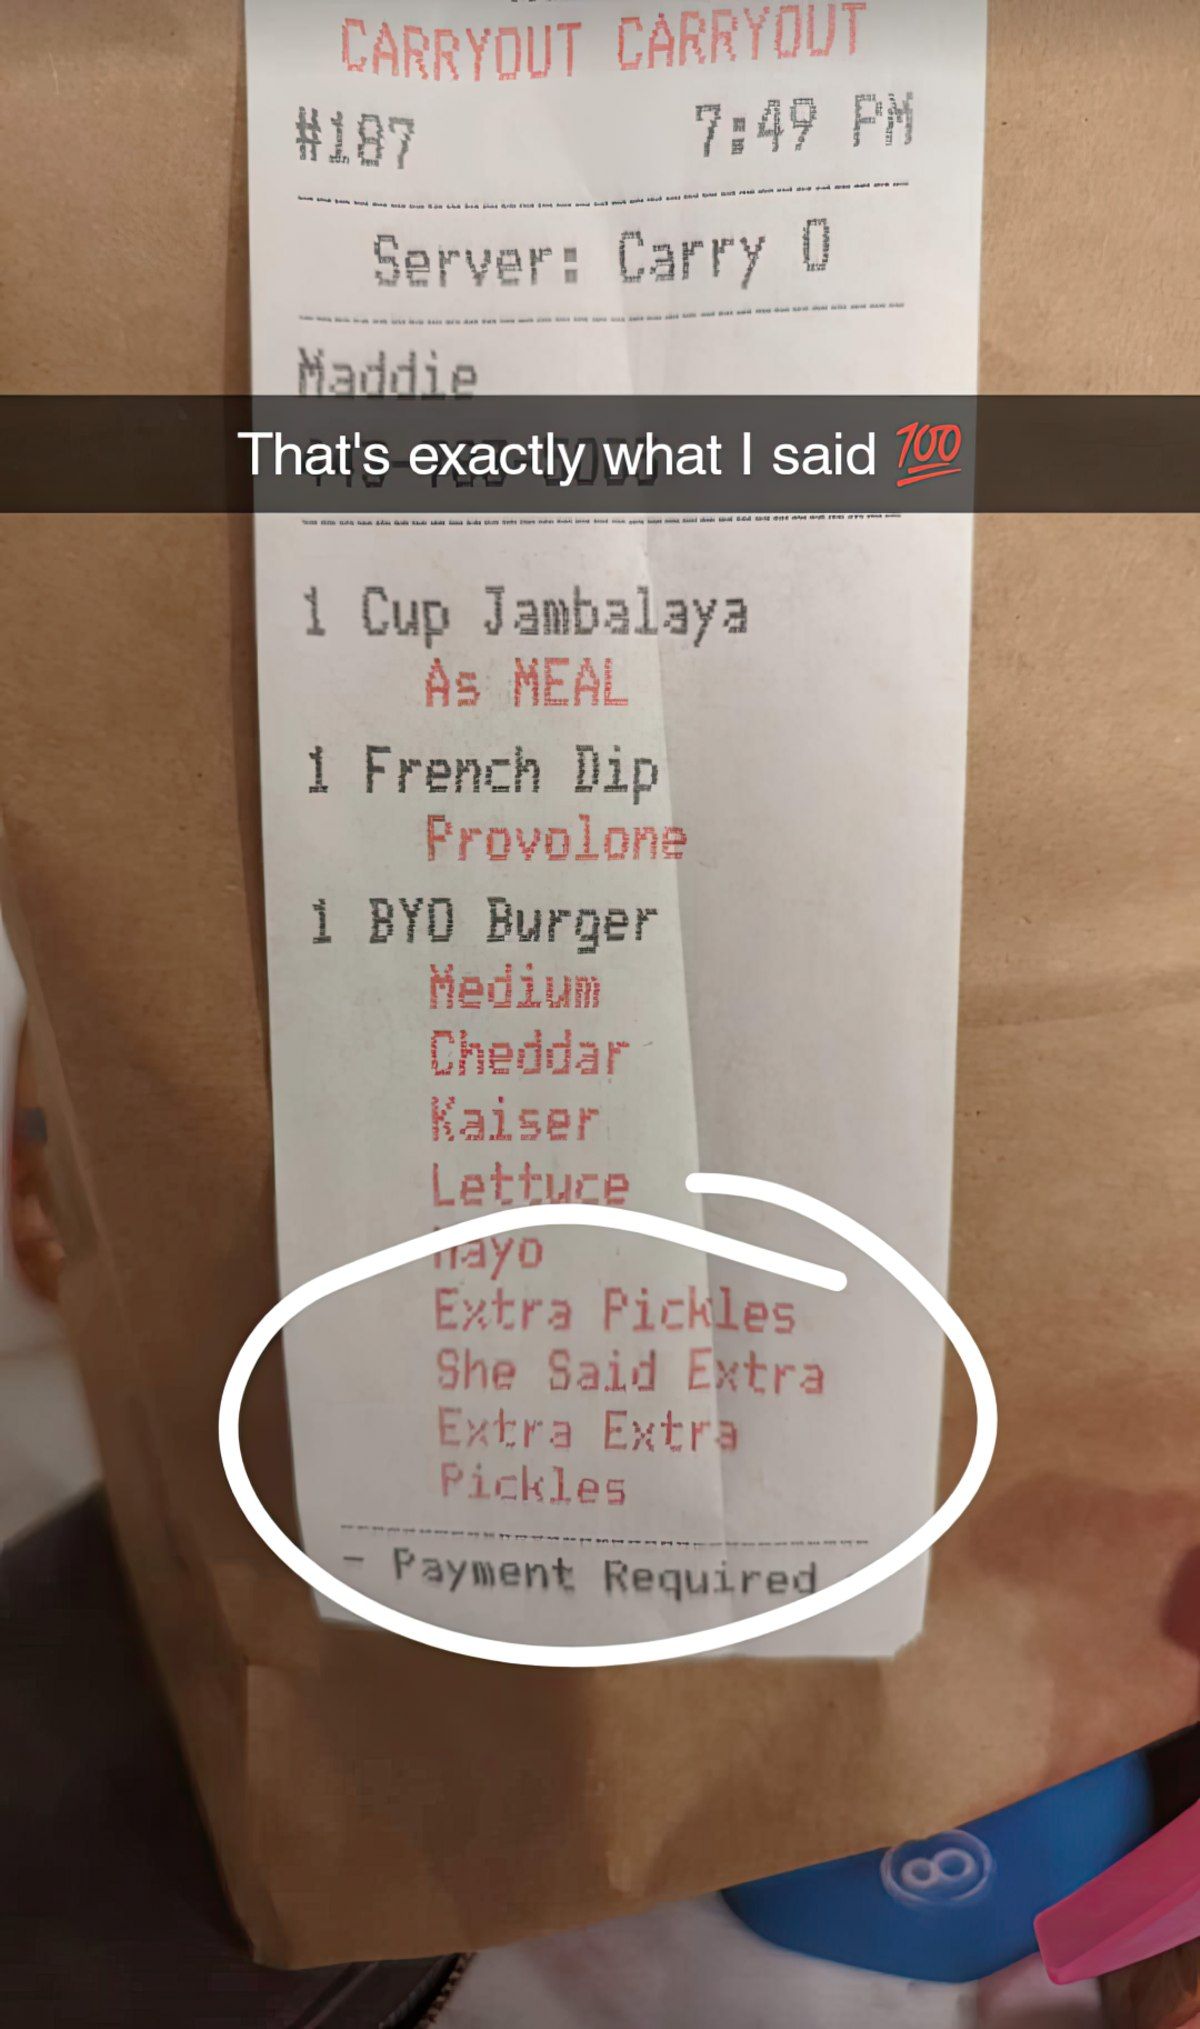 CARRYOUT CARRYOUT
#187 7:49 PM
Server: Carry O
Maddie
That's exactly what I said 💯
1 Cup Jambalaya
As MEAL
1 French Dip
Provolone
1 BYO Burger
Medium
Cheddar
Kaiser
Lettuce
Mayo
Extra Pickles
She Said Extra
Extra Extra
Pickles
- Payment Required -
8